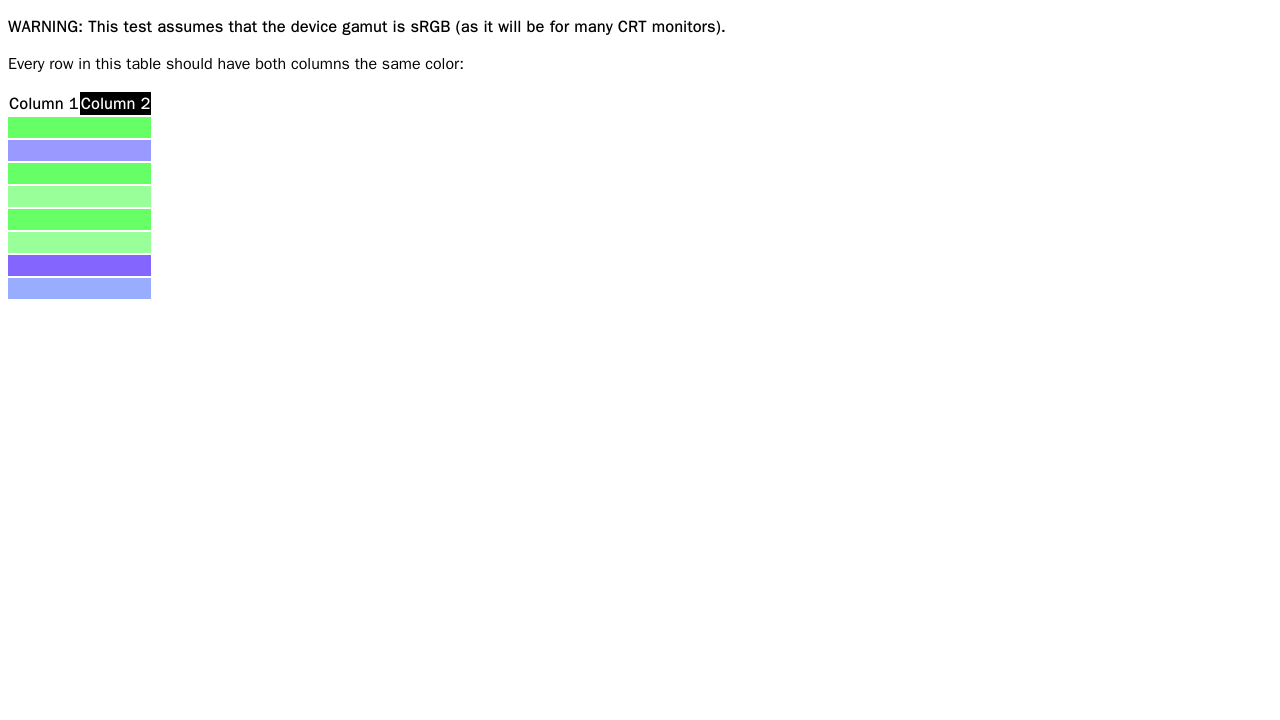 WARNING: This test assumes that the device gamut is sRGB (as it will be for many CRT monitors).
Every row in this table should have both columns the same color:
Column 1 Column 2